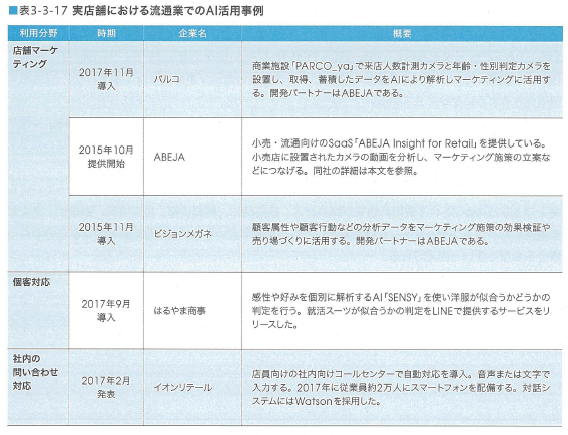 ■表3-3-17 実店舗における流通業でのAI活用事例
利用分野 時期 企業名 概要
店舗マーケ
ティング
2017年11月
導入
パルコ
商業施設「PARCO_ya」で来店人数計測カメラと年齢・性別判定カメラを
設置し、取得、蓄積したデータをAIにより解析しマーケティングに活用す
る。開発パートナーはABEJAである。
2015年10月
提供開始
ABEJA
小売・流通向けのSaaS「ABEJA Insight for Retail」を提供している。
小売店に設置されたカメラの動画を分析し、マーケティング施策の立案な
どにつなげる。同社の詳細は本文を参照。
2015年11月
導入
ビジョンメガネ
顧客属性や顧客行動などの分析データをマーケティング施策の効果検証や
売り場づくりに活用する。開発パートナーはABEJAである。
個客対応
2017年9月
導入
はるやま商事
感性や好みを個別に解析するAI「SENSY」を使い洋服が似合うかどうかの
判定を行う。就活スーツが似合うかの判定をLINEで提供するサービスをリ
リースした。
社内の
問い合わせ
対応
2017年2月
発表
イオンリテール
店員向けの社内向けコールセンターで自動対応を導入。音声または文字で
入力する。2017年に従業員約2万人にスマートフォンを配備する。対話シ
ステムにはWatsonを採用した。